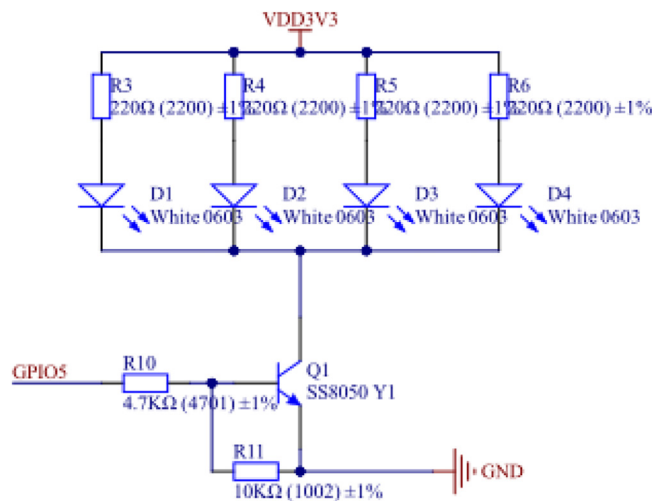 VDD3V3
R3
R4
R5
R6
220Ω (2200) ±1%
220Ω (2200) ±1%
220Ω (2200) ±1%
220Ω (2200) ±1%
D1
D2
D3
D4
White 0603
White 0603
White 0603
White 0603
GPIO5
R10
4.7KΩ (4701) ±1%
Q1
SS8050 Y1
R11
10KΩ (1002) ±1%
GND